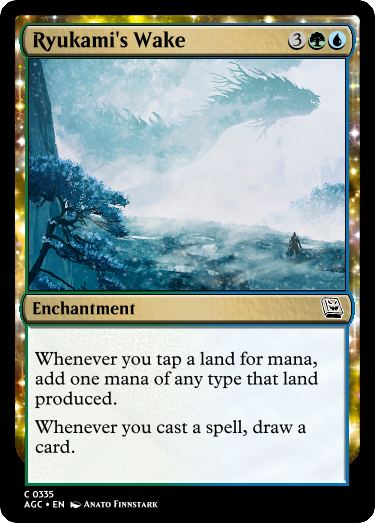 Ryukami's Wake 3
Enchantment
Whenever you tap a land for mana,
add one mana of any type that land
produced.
Whenever you cast a spell, draw a
card.
C 0335
AGC • EN Anato Finnstark